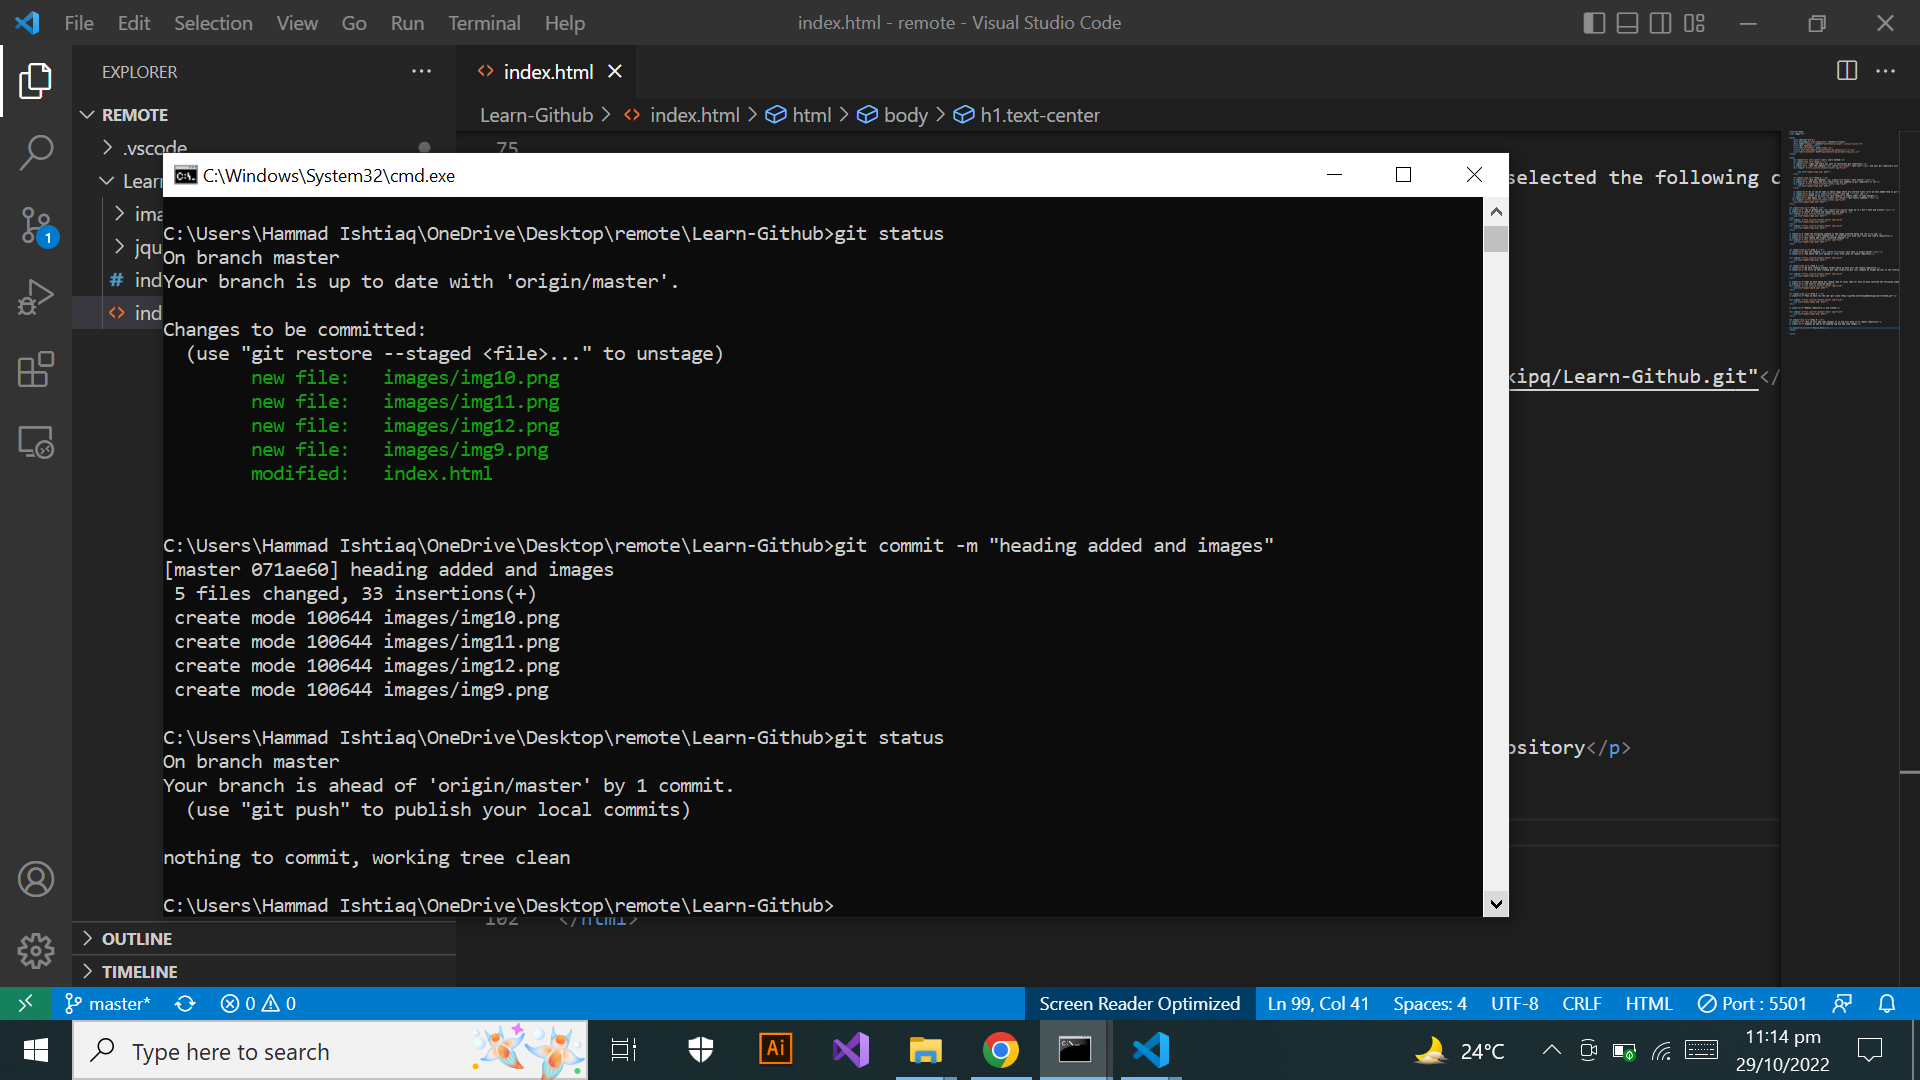 File Edit Selection View Go Run Terminal Help
index.html - remote - Visual Studio Code
EXPLORER
index.html
REMOTE
Learn-Github > index.html > html > body > h1.text-center
.vscode
75
C:\Windows\System32\cmd.exe
selected the following c
C:\Users\Hammad Ishtiaq\OneDrive\Desktop\remote\Learn-Github>git status
On branch master
Your branch is up to date with 'origin/master'.
Changes to be committed:
(use "git restore --staged <file>..." to unstage)
new file: images/img10.png
new file: images/img11.png
new file: images/img12.png
new file: images/img9.png
modified: index.html
kipq/Learn-Github.git"</
C:\Users\Hammad Ishtiaq\OneDrive\Desktop\remote\Learn-Github>git commit -m "heading added and images"
[master 071ae60] heading added and images
5 files changed, 33 insertions(+)
create mode 100644 images/img10.png
create mode 100644 images/img11.png
create mode 100644 images/img12.png
create mode 100644 images/img9.png
C:\Users\Hammad Ishtiaq\OneDrive\Desktop\remote\Learn-Github>git status
On branch master
Your branch is ahead of 'origin/master' by 1 commit.
(use "git push" to publish your local commits)
ository</p>
nothing to commit, working tree clean
C:\Users\Hammad Ishtiaq\OneDrive\Desktop\remote\Learn-Github>
102 </html>
OUTLINE
TIMELINE
master* 0 0 Screen Reader Optimized Ln 99, Col 41 Spaces: 4 UTF-8 CRLF HTML Port : 5501
Type here to search
Ai
24°C
11:14 pm
29/10/2022
1